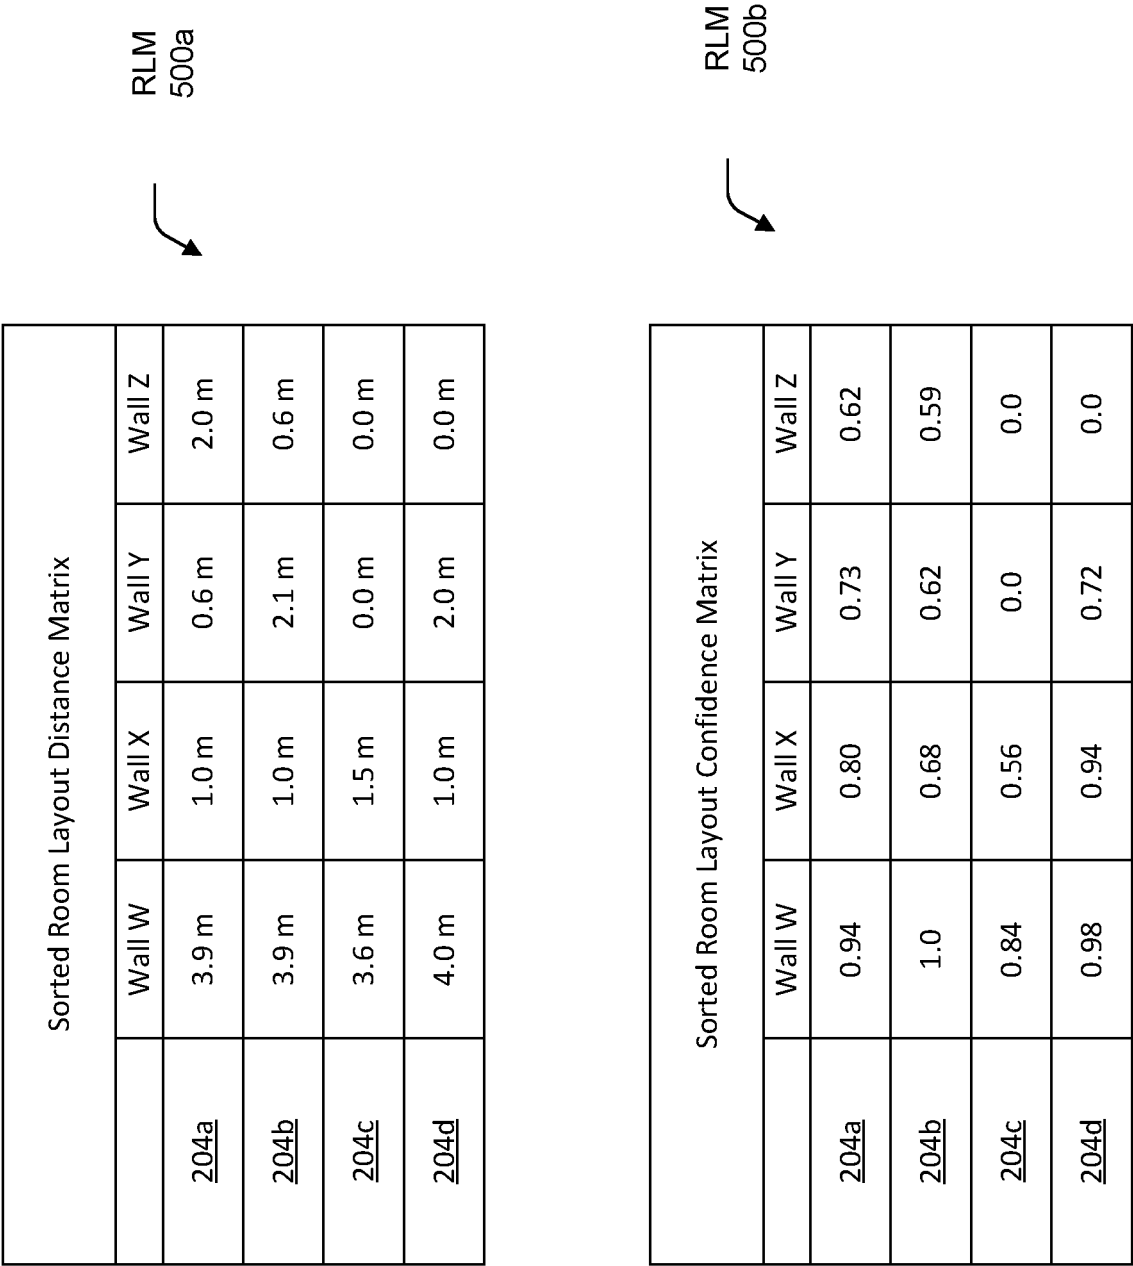 Sorted Room Layout Distance Matrix
Wall W Wall X Wall Y Wall Z
204a 3.9 m 1.0 m 0.6 m 2.0 m
204b 3.9 m 1.0 m 2.1 m 0.6 m
204c 3.6 m 1.5 m 0.0 m 0.0 m
204d 4.0 m 1.0 m 2.0 m 0.0 m
RLM
500a
Sorted Room Layout Confidence Matrix
Wall W Wall X Wall Y Wall Z
204a 0.94 0.80 0.73 0.62
204b 1.0 0.68 0.62 0.59
204c 0.84 0.56 0.0 0.0
204d 0.98 0.94 0.72 0.0
RLM
500b